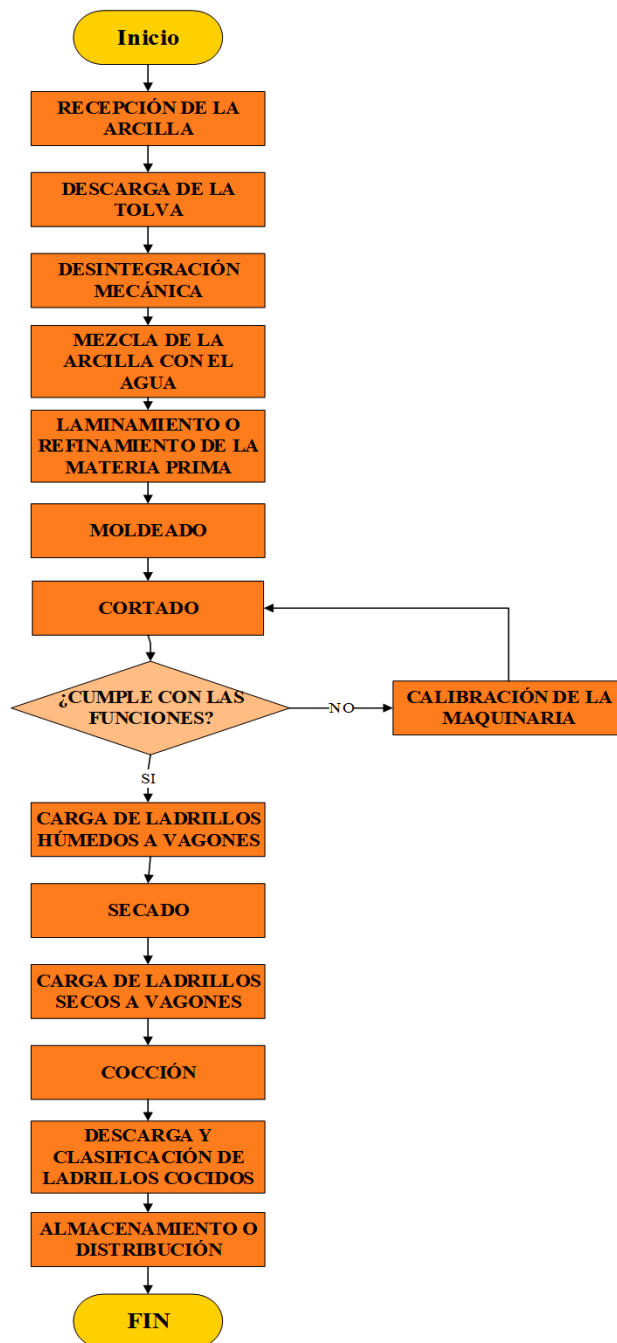 Inicio
RECEPCIÓN DE LA
ARCILLA
DESCARGA DE LA
TOLVA
DESINTEGRACIÓN
MECÁNICA
MEZCLA DE LA
ARCILLA CON EL
AGUA
LAMINAMIENTO O
REFINAMIENTO DE LA
MATERIA PRIMA
MOLDEADO
CORTADO
¿CUMPLE CON LAS
FUNCIONES?
NO
CALIBRACIÓN DE LA
MAQUINARIA
SI
CARGA DE LADRILLOS
HÚMEDOS A VAGONES
SECADO
CARGA DE LADRILLOS
SECOS A VAGONES
COCCIÓN
DESCARGA Y
CLASIFICACIÓN DE
LADRILLOS COCIDOS
ALMACENAMIENTO O
DISTRIBUCIÓN
FIN